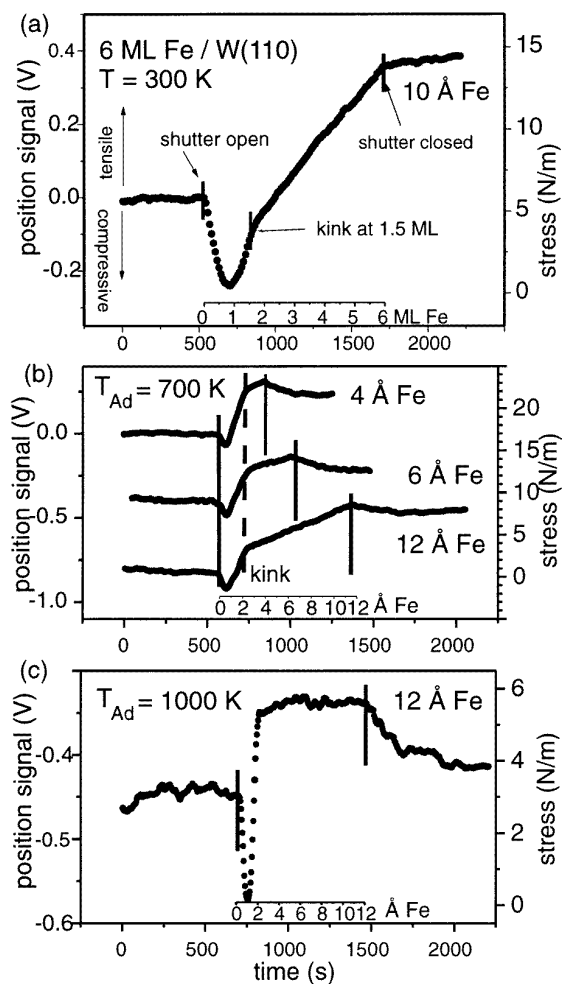 (a)
6 ML Fe / W(110)
T = 300 K
10 Å Fe
tensile
compressive
shutter open
shutter closed
kink at 1.5 ML
position signal (V)
0.4
0.2
0.0
-0.2
stress (N/m)
15
10
5
0
0 1 2 3 4 5 6 ML Fe
0 500 1000 1500 2000
(b)
T_Ad = 700 K
4 Å Fe
6 Å Fe
12 Å Fe
kink
position signal (V)
0.0
-0.5
-1.0
stress (N/m)
20
15
10
5
0
0 2 4 6 8 10 12 Å Fe
0 500 1000 1500 2000
(c)
T_Ad = 1000 K
12 Å Fe
position signal (V)
-0.4
-0.5
-0.6
stress (N/m)
6
5
4
3
2
1
0
0 2 4 6 8 10 12 Å Fe
0 500 1000 1500 2000
time (s)